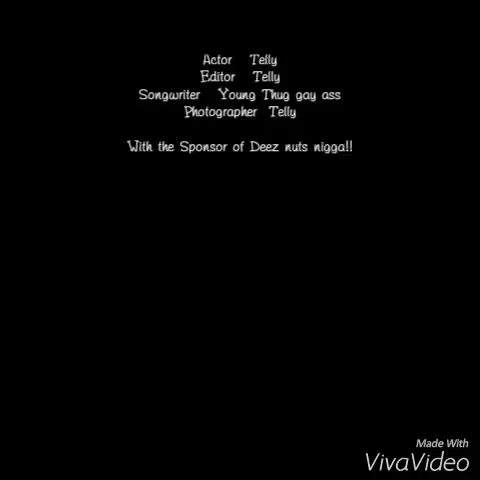 Actor Telly
Editor Telly
Songwriter Young Thug gay ass
Photographer Telly
With the Sponsor of Deez nuts nigga!!
Made With
VivaVideo